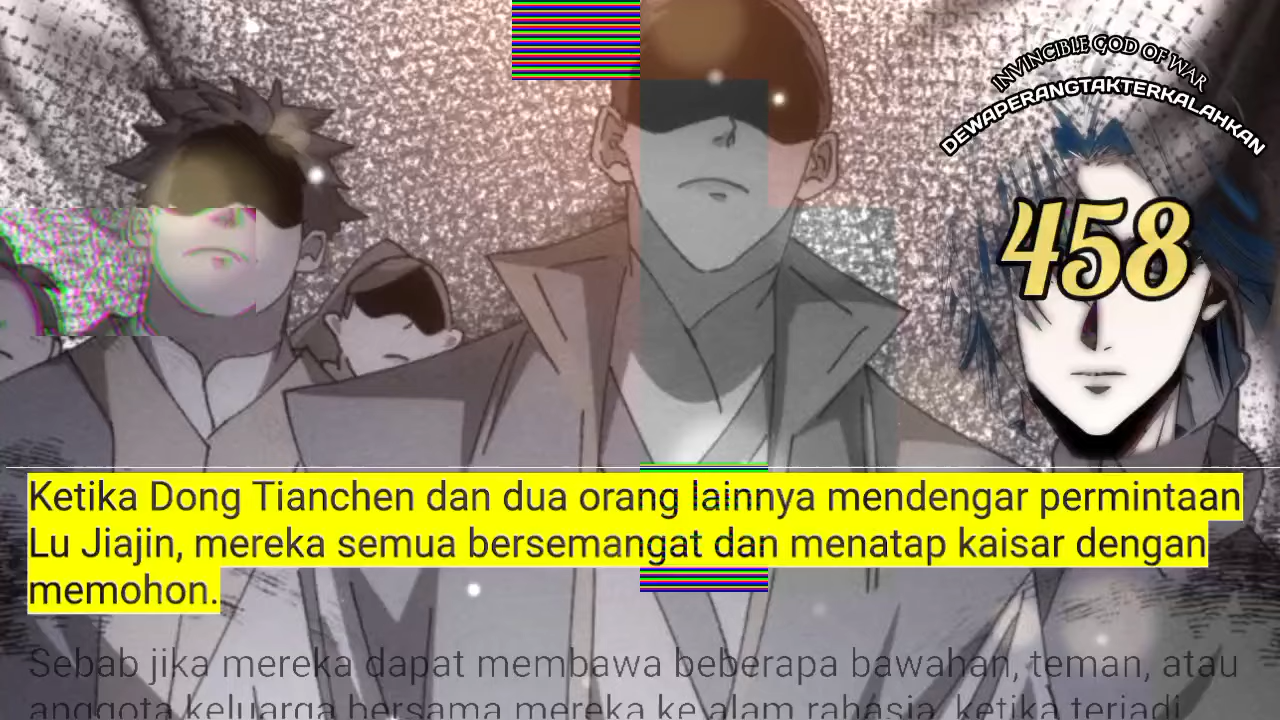 INVINCIBLE GOD OF WAR
DEWAPERANGTAKTERKALAHKAN
458
Ketika Dong Tianchen dan dua orang lainnya mendengar permintaan
Lu Jiajin, mereka semua bersemangat dan menatap kaisar dengan
memohon.
Sebab jika mereka dapat membawa beberapa bawahan, teman, atau
anggota keluarga bersama mereka ke alam rahasia, ketika terjadi